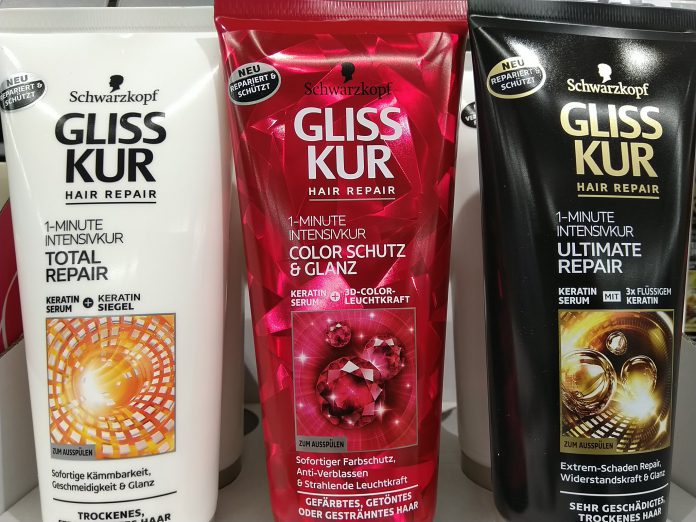 NEU
REPARIERT &
SCHÜTZT
Schwarzkopf
GLISS
KUR
HAIR REPAIR
1-MINUTE
INTENSIVKUR
TOTAL
REPAIR
KERATIN
SERUM
+
KERATIN
SIEGEL
ZUM AUSSPÜLEN
Sofortige Kämmbarkeit,
Geschmeidigkeit & Glanz
TROCKENES,
HAAR
NEU
REPARIERT &
SCHÜTZT
Schwarzkopf
GLISS
KUR
HAIR REPAIR
1-MINUTE
INTENSIVKUR
COLOR SCHUTZ
& GLANZ
KERATIN
SERUM
+
3D-COLOR-
LEUCHTKRAFT
ZUM AUSSPÜLEN
Sofortiger Farbschutz,
Anti-Verblassen
& Strahlende Leuchtkraft
GEFÄRBTES, GETÖNTES
ODER GESTRÄHNTES HAAR
NEU
REPARIERT &
SCHÜTZT
Schwarzkopf
GLISS
KUR
HAIR REPAIR
1-MINUTE
INTENSIVKUR
ULTIMATE
REPAIR
KERATIN
SERUM
MIT
3x FLÜSSIGEM
KERATIN
ZUM AUSSPÜLEN
Extrem-Schaden Repair,
Widerstandskraft & Glanz
SEHR GESCHÄDIGTES,
TROCKENES HAAR